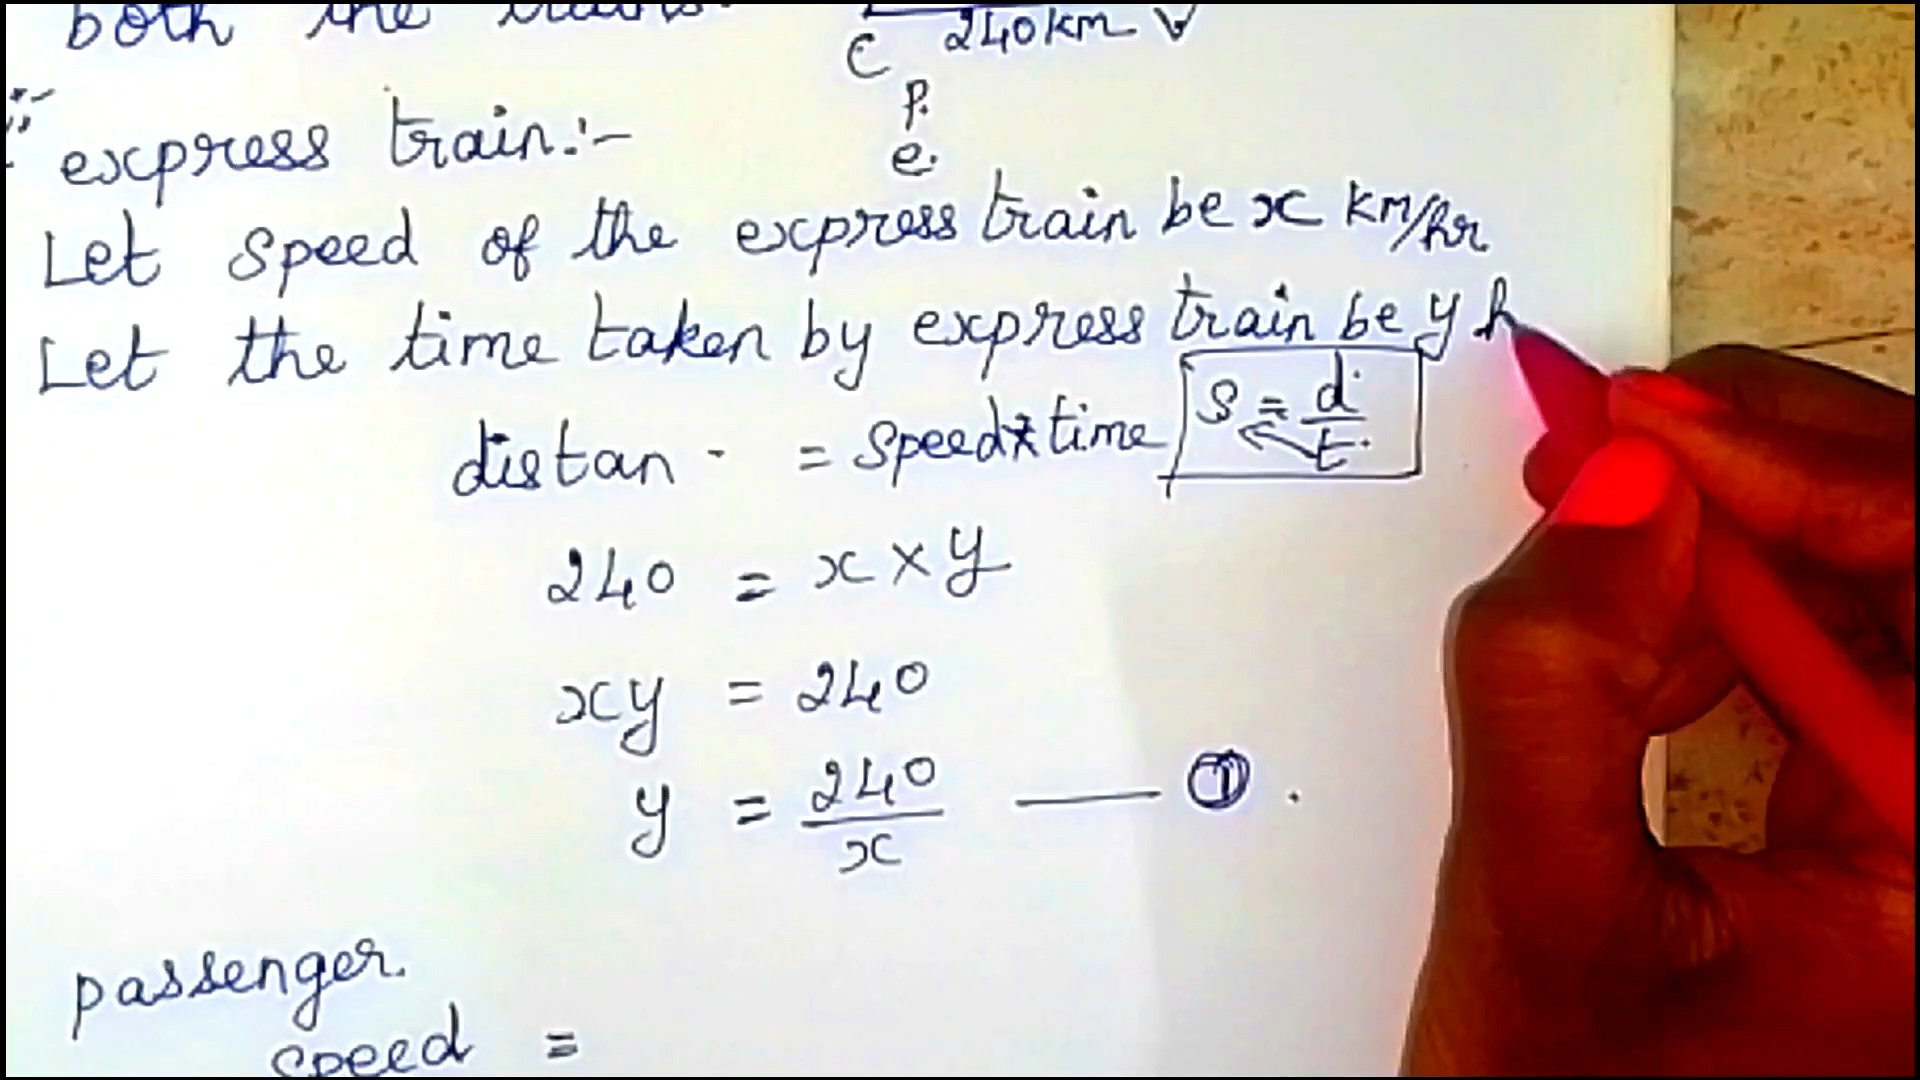 both the trains.
C 240km V
P.
e.
express train:-
Let speed of the express train be x km/hr
Let the time taken by express train be y h
distan = speed × time s = d/t
240 = x × y
xy = 240
y = 240/x —— ①.
passenger.
speed =